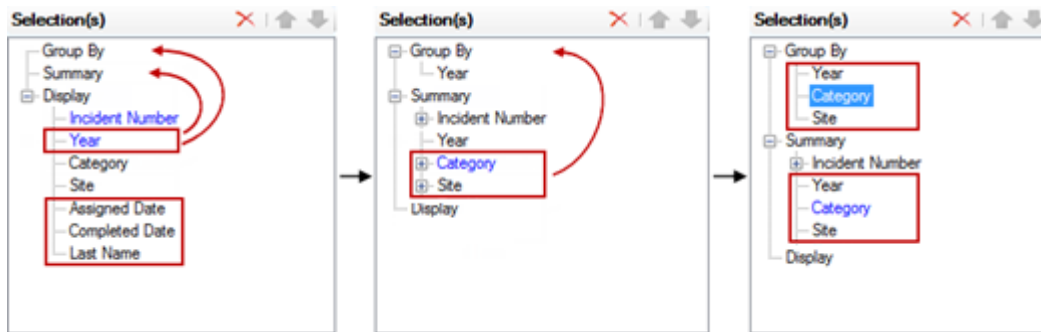 Selection(s)
Group By
Summary
Display
Incident Number
Year
Category
Site
Assigned Date
Completed Date
Last Name
Selection(s)
Group By
Year
Summary
Incident Number
Year
Category
Site
Display
Selection(s)
Group By
Year
Category
Site
Summary
Incident Number
Year
Category
Site
Display